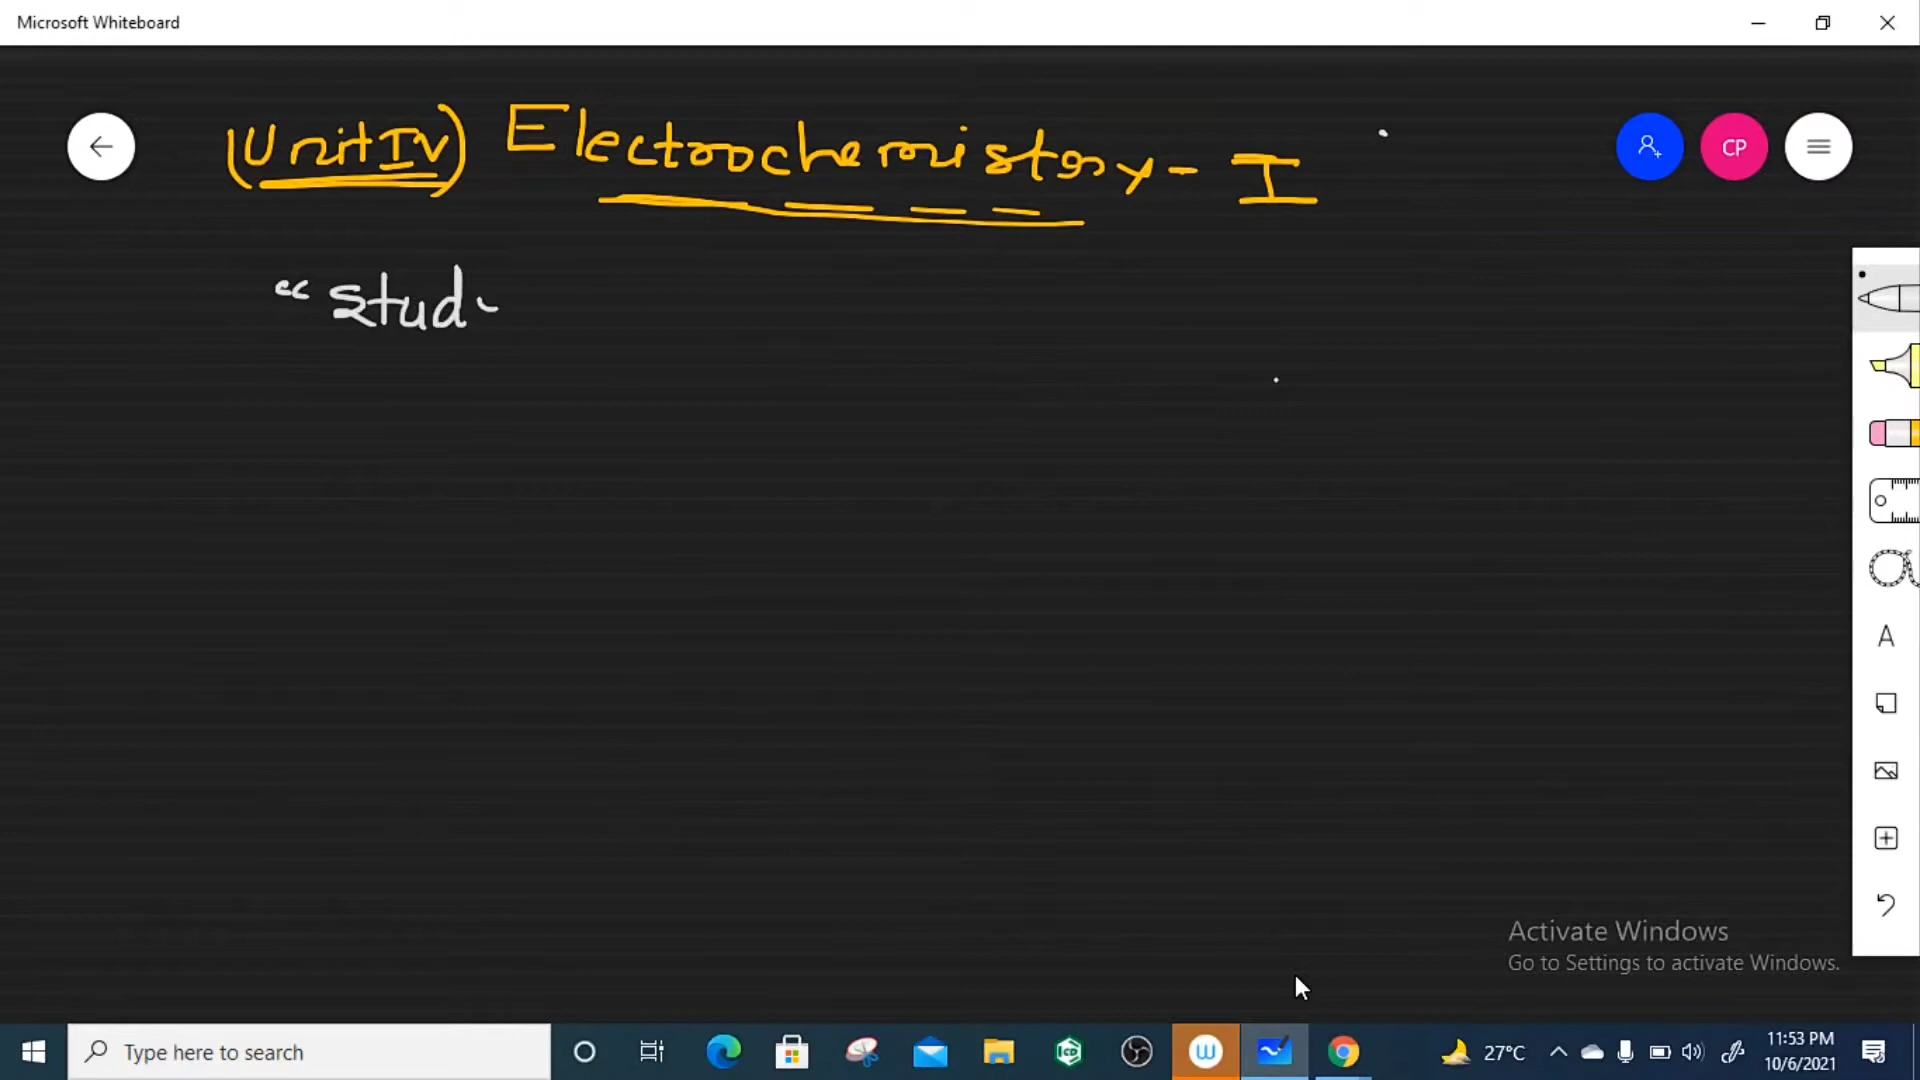 Microsoft Whiteboard
(Unit IV) Electrochemistry - I
CP
“Stud
A
Activate Windows
Go to Settings to activate Windows.
Type here to search
27°C
11:53 PM
10/6/2021